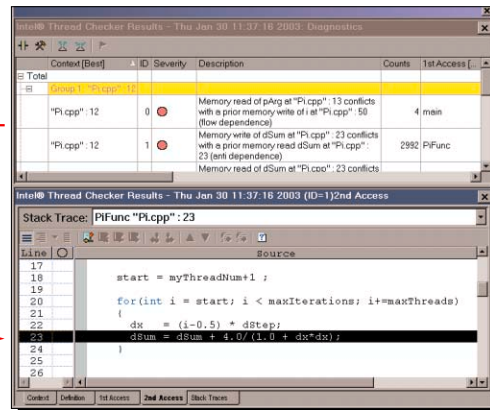 Intel® Thread Checker Results - Thu Jan 30 11:37:16 2003: Diagnostics
Context[Best] ID Severity Description Counts 1st Access [...
Total
Group 1: "Pi.cpp": 12
"Pi.cpp" : 12 0 Memory read of pArg at "Pi.cpp" : 13 conflicts
with a prior memory write of i at "Pi.cpp" : 50
(flow dependence) 4 main
"Pi.cpp" : 12 1 Memory write of dSum at "Pi.cpp" : 23 conflicts
with a prior memory read dSum at "Pi.cpp" :
23 (anti dependence) 2992 PiFunc
Memory read of dSum at "Pi.cpp" : 23 conflicts
Intel® Thread Checker Results - Thu Jan 30 11:37:16 2003 (ID=1)2nd Access
Stack Trace: PiFunc "Pi.cpp" : 23
Line Source
17
18 start = myThreadNum+1 ;
19
20 for(int i = start; i < maxIterations; i+=maxThreads)
21 {
22 dx = (i-0.5) * dStep;
23 dSum = dSum + 4.0/(1.0 + dx*dx);
24 }
25
26
Context Definition 1st Access 2nd Access Stack Traces